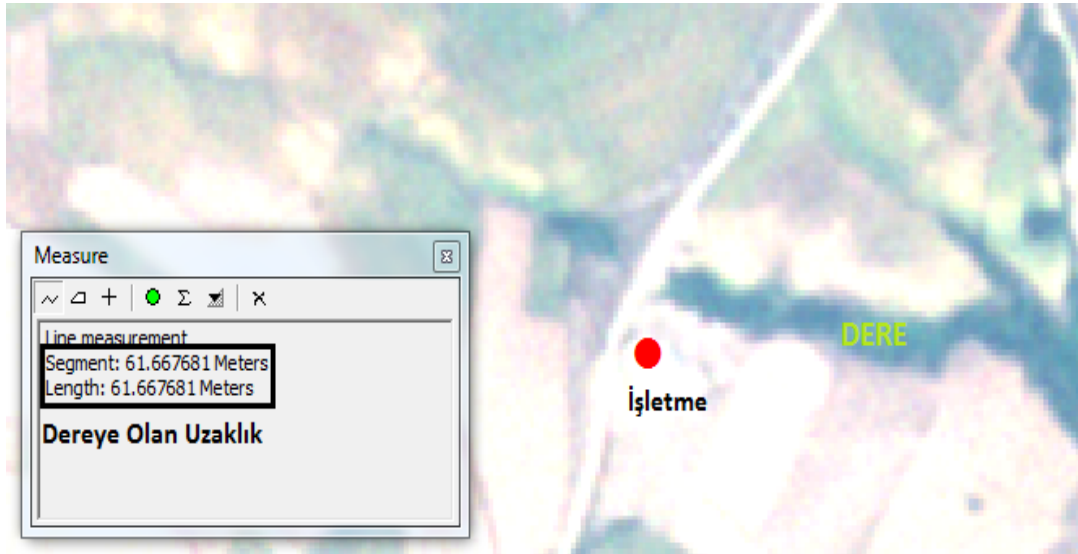 Measure
Line measurement
Segment: 61.667681 Meters
Length: 61.667681 Meters
Dereye Olan Uzaklık
DERE
İşletme